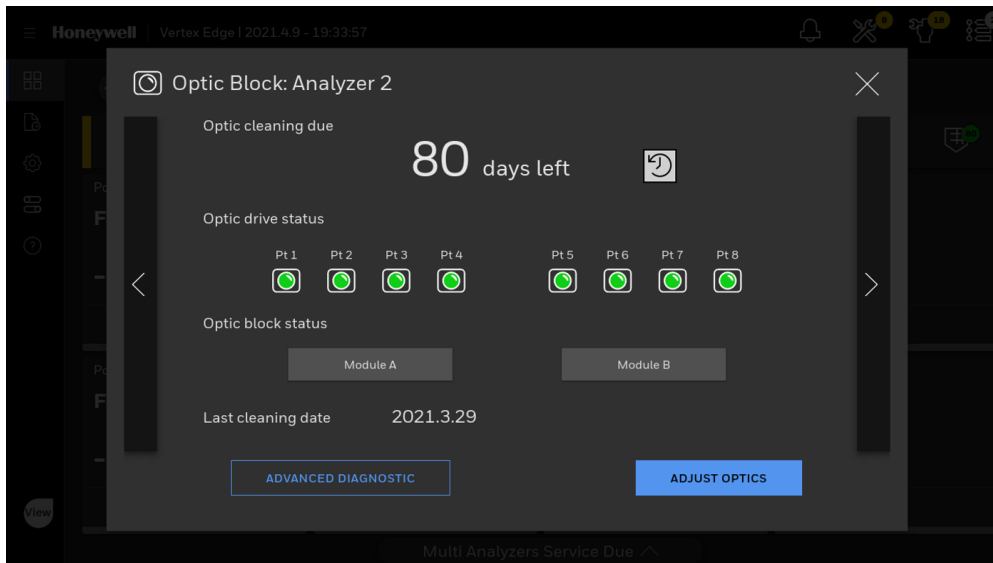 Honeywell | Vertex Edge | 2021.4.9 - 19:33:57
18
Optic Block: Analyzer 2
Optic cleaning due
80 days left
Optic drive status
Pt 1 Pt 2 Pt 3 Pt 4 Pt 5 Pt 6 Pt 7 Pt 8
Optic block status
Module A Module B
Last cleaning date 2021.3.29
ADVANCED DIAGNOSTIC ADJUST OPTICS
View
Multi Analyzers Service Due